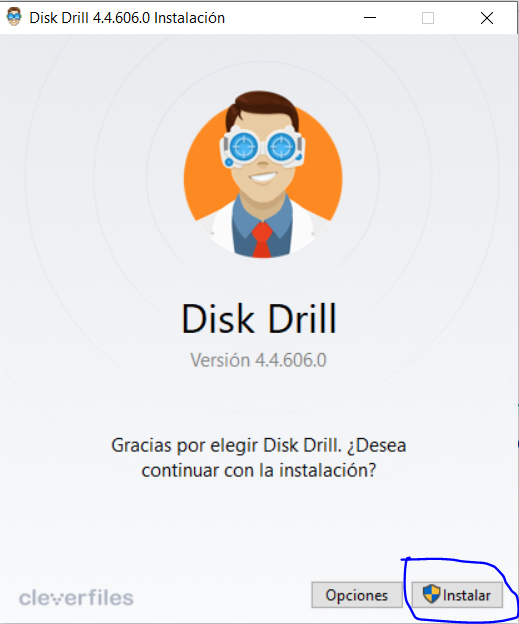 Disk Drill 4.4.606.0 Instalación
Disk Drill
Versión 4.4.606.0
Gracias por elegir Disk Drill. ¿Desea
continuar con la instalación?
cleverfiles
Opciones
Instalar